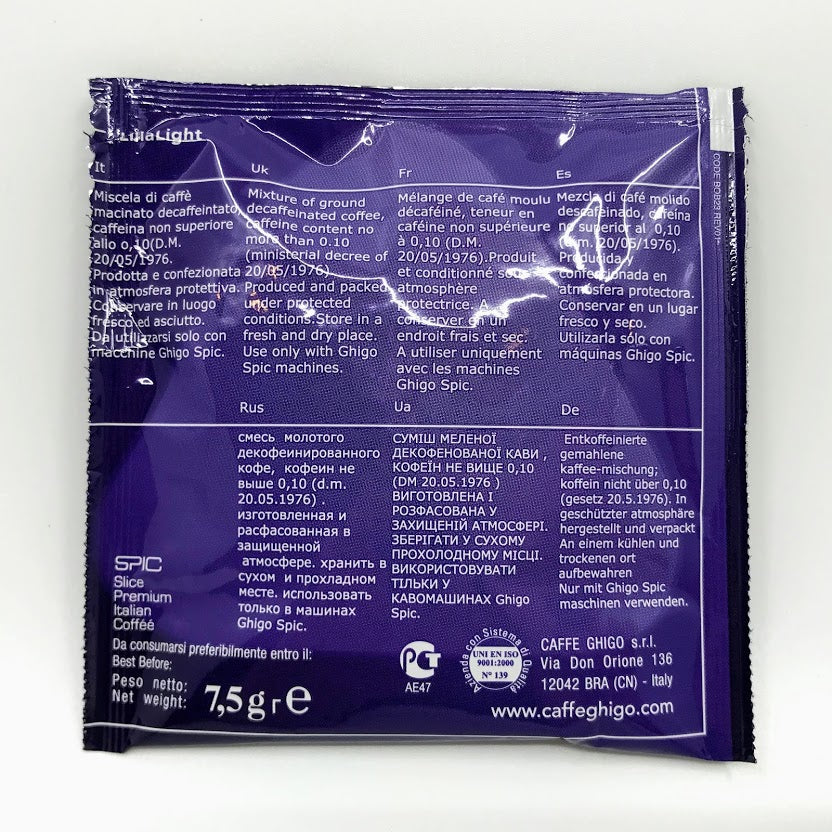 LunaLight
It
Miscela di caffè
macinato decaffeintato,
caffeina non superiore
allo 0,10(D.M.
20/05/1976.
Prodotta e confezionata
in atmosfera protettiva.
Conservare in luogo
fresco ed asciutto.
Da utilizzarsi solo con
macchine Ghigo Spic.
Uk
Mixture of ground
decaffeinated coffee,
caffeine content no
more than 0.10
(ministerial decree of
20/05/1976)
Produced and packed
under protected
conditions.Store in a
fresh and dry place.
Use only with Ghigo
Spic machines.
Fr
Mélange de café moulu
décaféiné, teneur en
caféine non supérieure
à 0,10 (D.M.
20/05/1976).Produit
et conditionné sous
atmosphère
protectrice. A
conserver en un
endroit frais et sec.
A utiliser uniquement
avec les machines
Ghigo Spic.
Es
Mezcla di café molido
descafeinado, cafeína
no superior al 0,10
(d.m. 20/05/1976).
Producida y
confeccionada en
atmósfera protectora.
Conservar en un lugar
fresco y seco.
Utilizarla sólo con
máquinas Ghigo Spic.
CODE:BOB23 REV01
Rus
смесь молотого
декофеинированного
кофе, кофеин не
выше 0,10 (d.m.
20.05.1976) .
изготовленная и
расфасованная в
защищенной
атмосфере. хранить в
сухом и прохладном
месте. использовать
только в машинах
Ghigo Spic.
Ua
СУМІШ МЕЛЕНОЇ
ДЕКОФЕНОВАНОЇ КАВИ ,
КОФЕЇН НЕ ВИЩЕ 0,10
(DM 20.05.1976 )
ВИГОТОВЛЕНА І
РОЗФАСОВАНА У
ЗАХИЩЕНІЙ АТМОСФЕРІ.
ЗБЕРІГАТИ У СУХОМУ
ПРОХОЛОДНОМУ МІСЦІ.
ВИКОРИСТОВУВАТИ
ТІЛЬКИ У
КАВОМАШИНАХ Ghigo
Spic.
De
Entkoffeinierte
gemahlene
kaffee-mischung;
koffein nicht über 0,10
(gesetz 20.5.1976). In
geschützter atmosphäre
hergestellt und verpackt
An einem kühlen und
trockenen ort
aufbewahren
Nur mit Ghigo Spic
maschinen verwenden.
SPIC
Slice
Premium
Italian
Cofféé
Da consumarsi preferibilmente entro il:
Best Before:
Peso netto:
Net weight:
7,5 g r e
РСТ
AE47
Azienda con Sistema di Qualità
UNI EN ISO
9001:2000
N° 139
CAFFE GHIGO s.r.l.
Via Don Orione 136
12042 BRA (CN) - Italy
www.caffeghigo.com